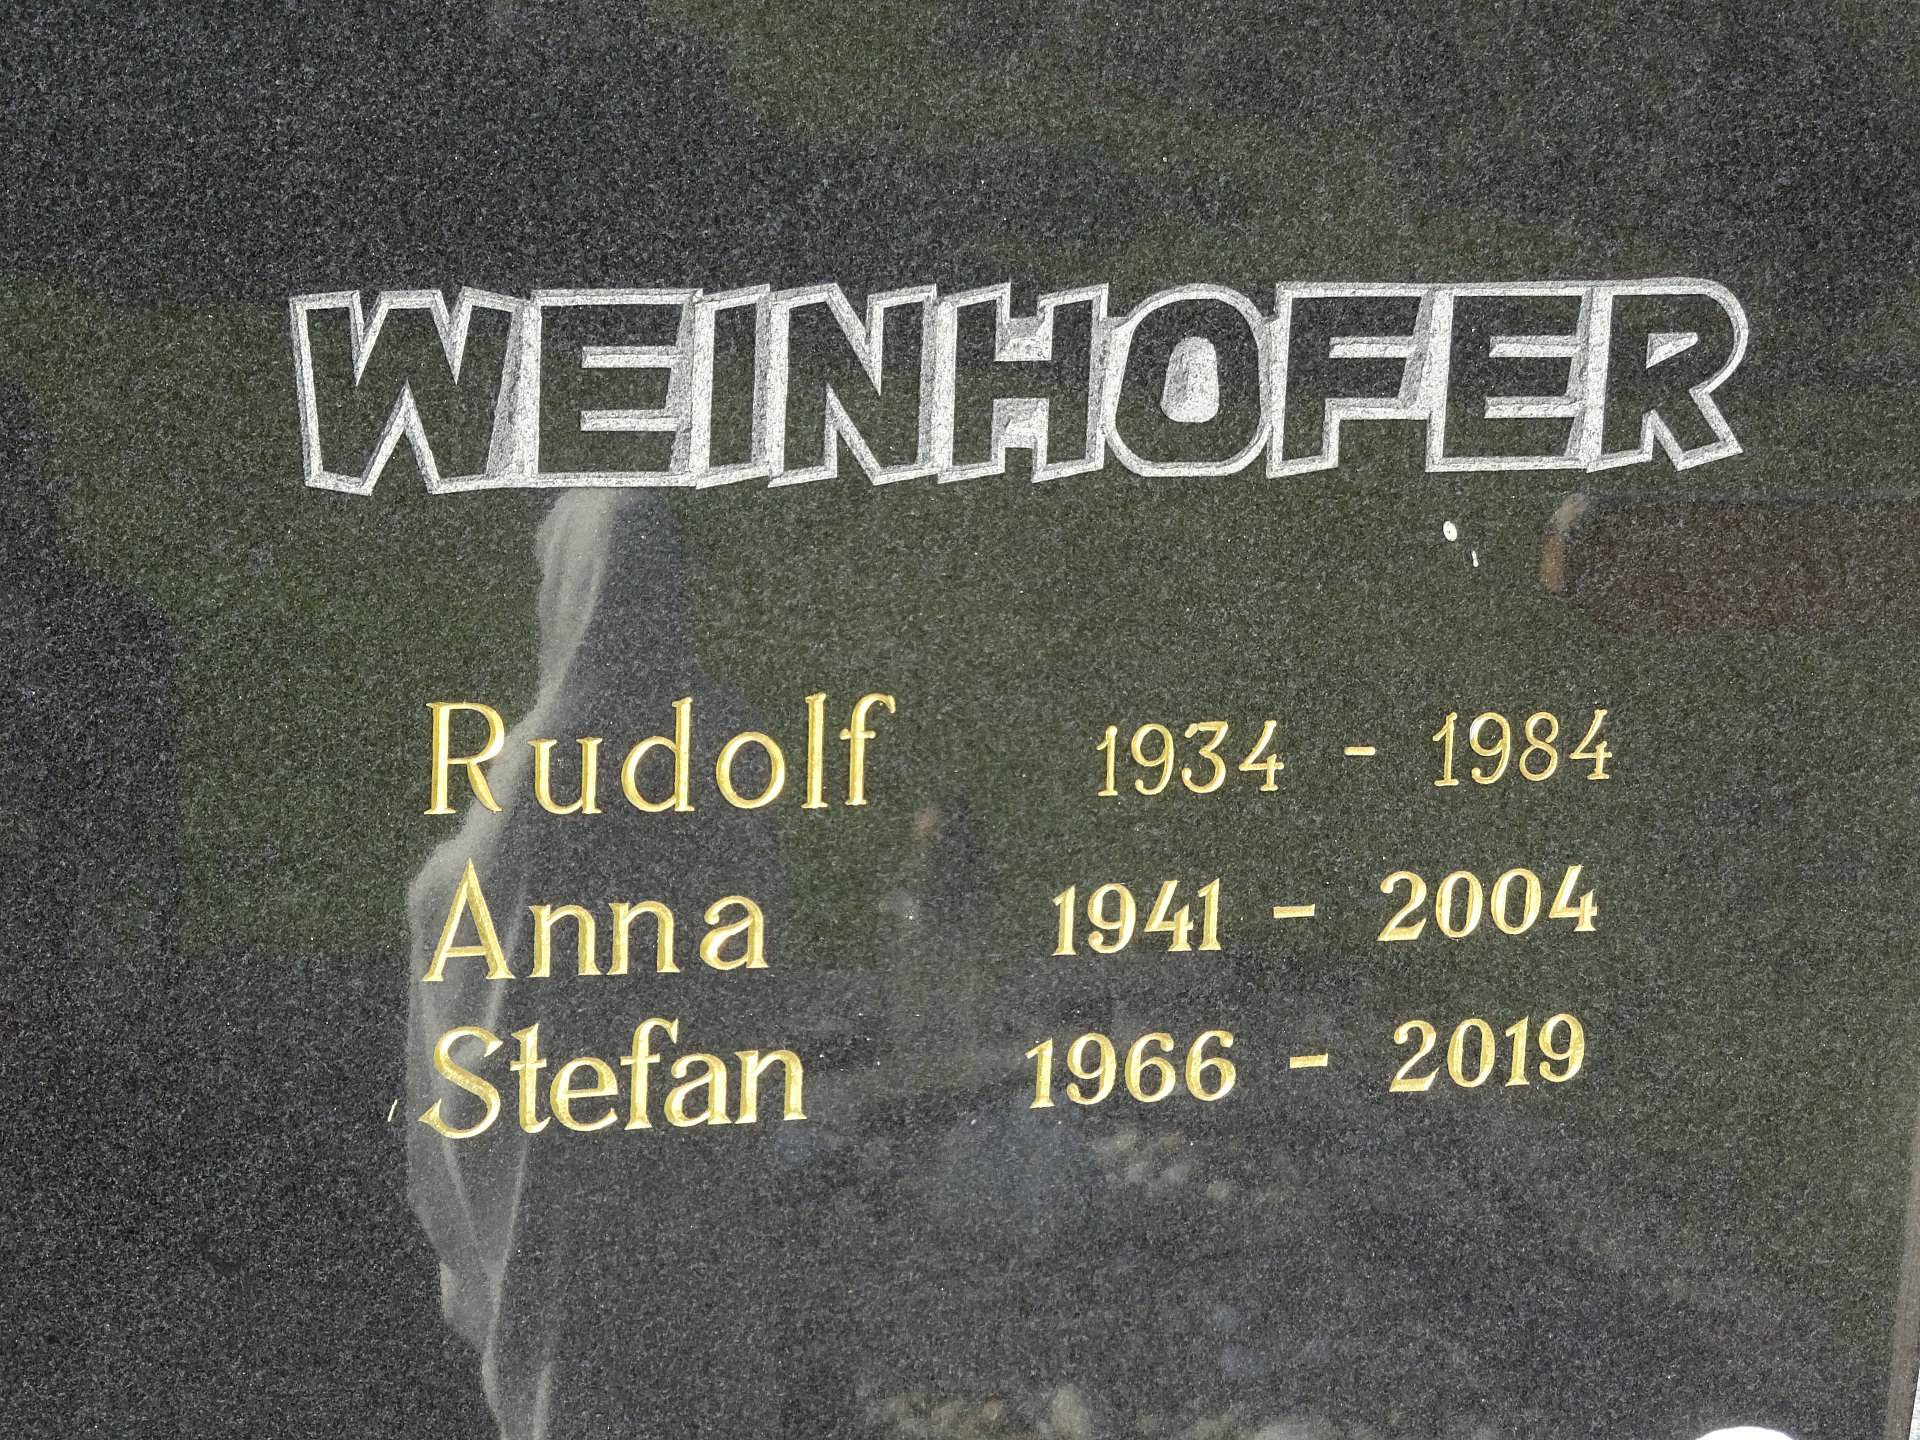 WEINHOFER
Rudolf 1934 - 1984
Anna 1941 - 2004
Stefan 1966 - 2019